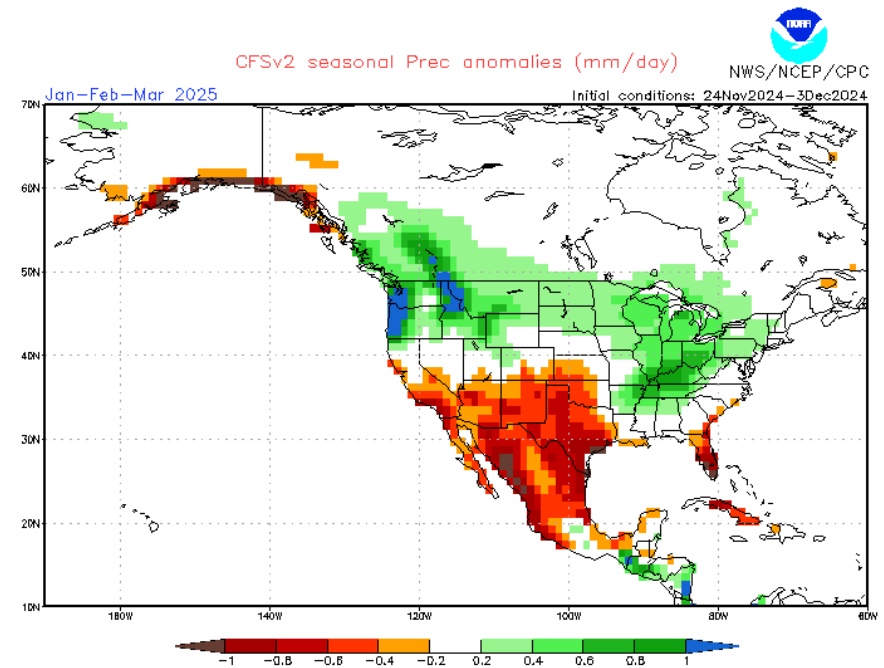 NOAA
CFSv2 seasonal Prec anomalies (mm/day)
NWS/NCEP/CPC
Jan-Feb-Mar 2025
Initial conditions: 24Nov2024-3Dec2024
70N
60N
50N
40N
30N
20N
10N
180W
140W
120W
100W
80W
60W
-1
-0.8
-0.6
-0.4
-0.2
0.2
0.4
0.6
0.8
1